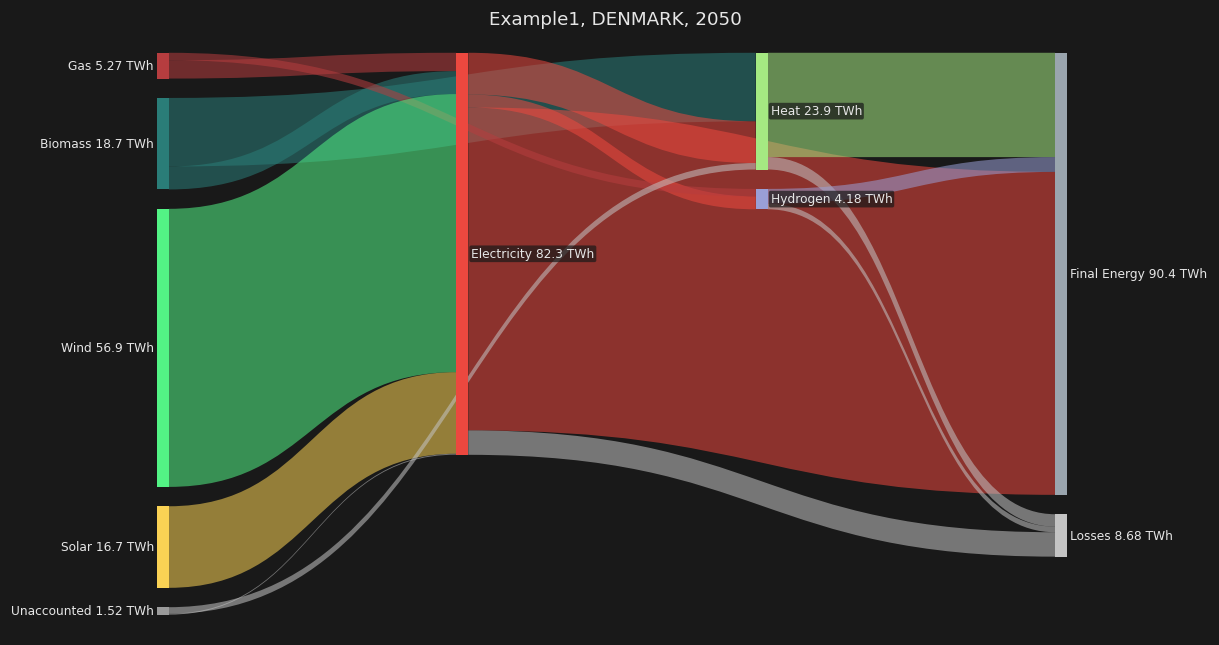 Example1, DENMARK, 2050
Gas 5.27 TWh
Biomass 18.7 TWh
Wind 56.9 TWh
Solar 16.7 TWh
Unaccounted 1.52 TWh
Electricity 82.3 TWh
Heat 23.9 TWh
Hydrogen 4.18 TWh
Final Energy 90.4 TWh
Losses 8.68 TWh